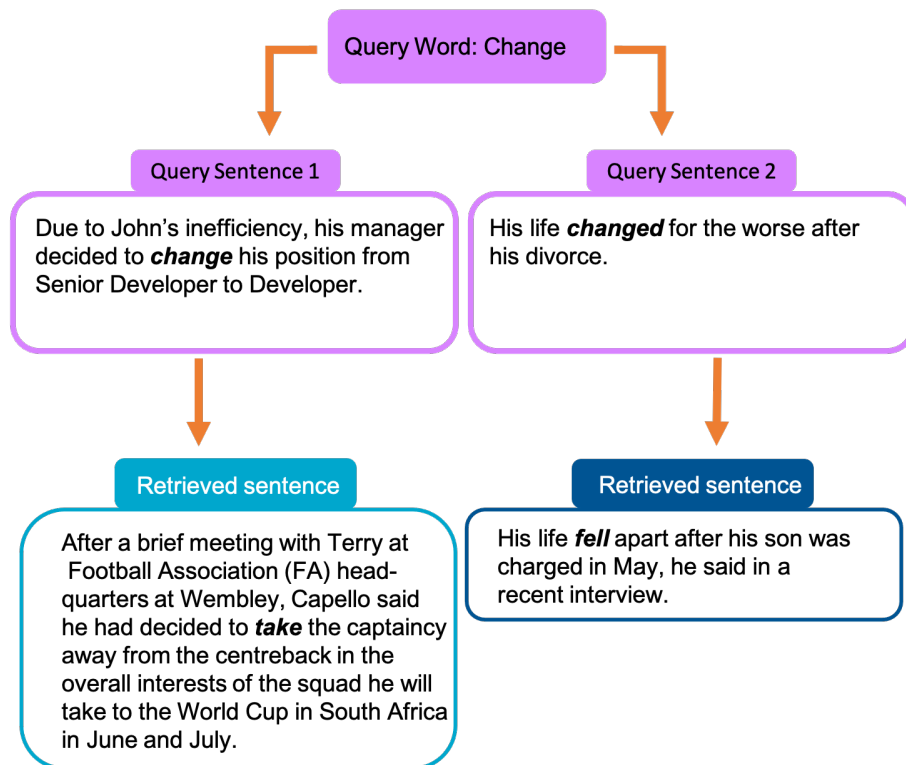 Query Word: Change
Query Sentence 1
Due to John’s inefficiency, his manager
decided to change his position from
Senior Developer to Developer.
Query Sentence 2
His life changed for the worse after
his divorce.
Retrieved sentence
After a brief meeting with Terry at
Football Association (FA) head-
quarters at Wembley, Capello said
he had decided to take the captaincy
away from the centreback in the
overall interests of the squad he will
take to the World Cup in South Africa
in June and July.
Retrieved sentence
His life fell apart after his son was
charged in May, he said in a
recent interview.